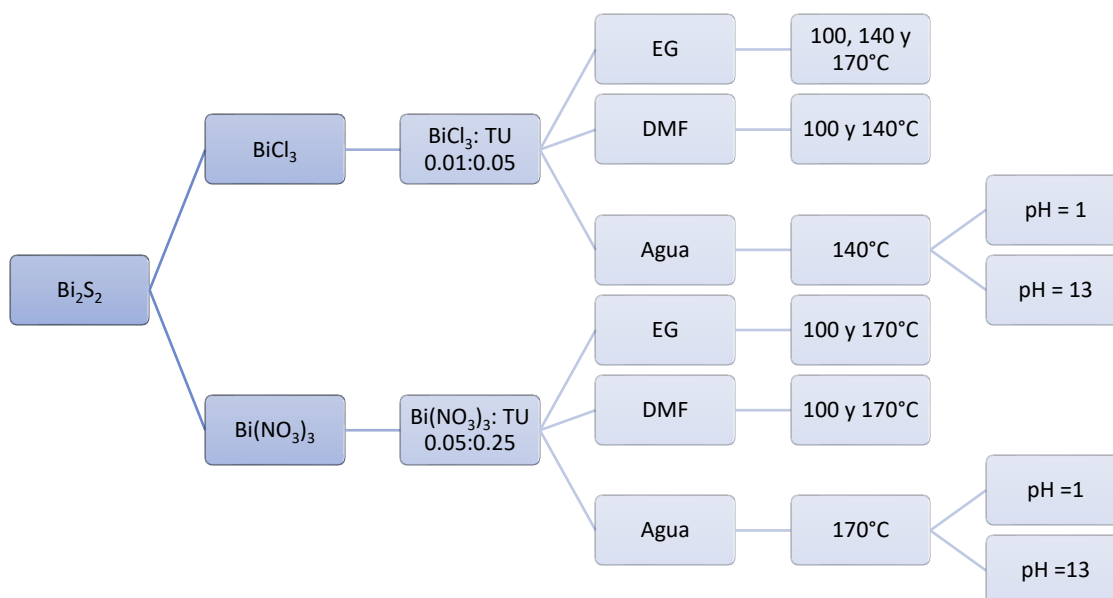 Bi₂S₂
BiCl₃
BiCl₃: TU
0.01:0.05
EG
100, 140 y
170°C
DMF
100 y 140°C
Agua
140°C
pH = 1
pH = 13
Bi(NO₃)₃
Bi(NO₃)₃: TU
0.05:0.25
EG
100 y 170°C
DMF
100 y 170°C
Agua
170°C
pH =1
pH =13